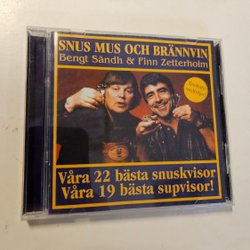 SNUS MUS OCH BRÄNNVIN
Bengt Sändh & Finn Zetterholm
Våra 22 bästa snuskvisor
Våra 19 bästa supvisor!